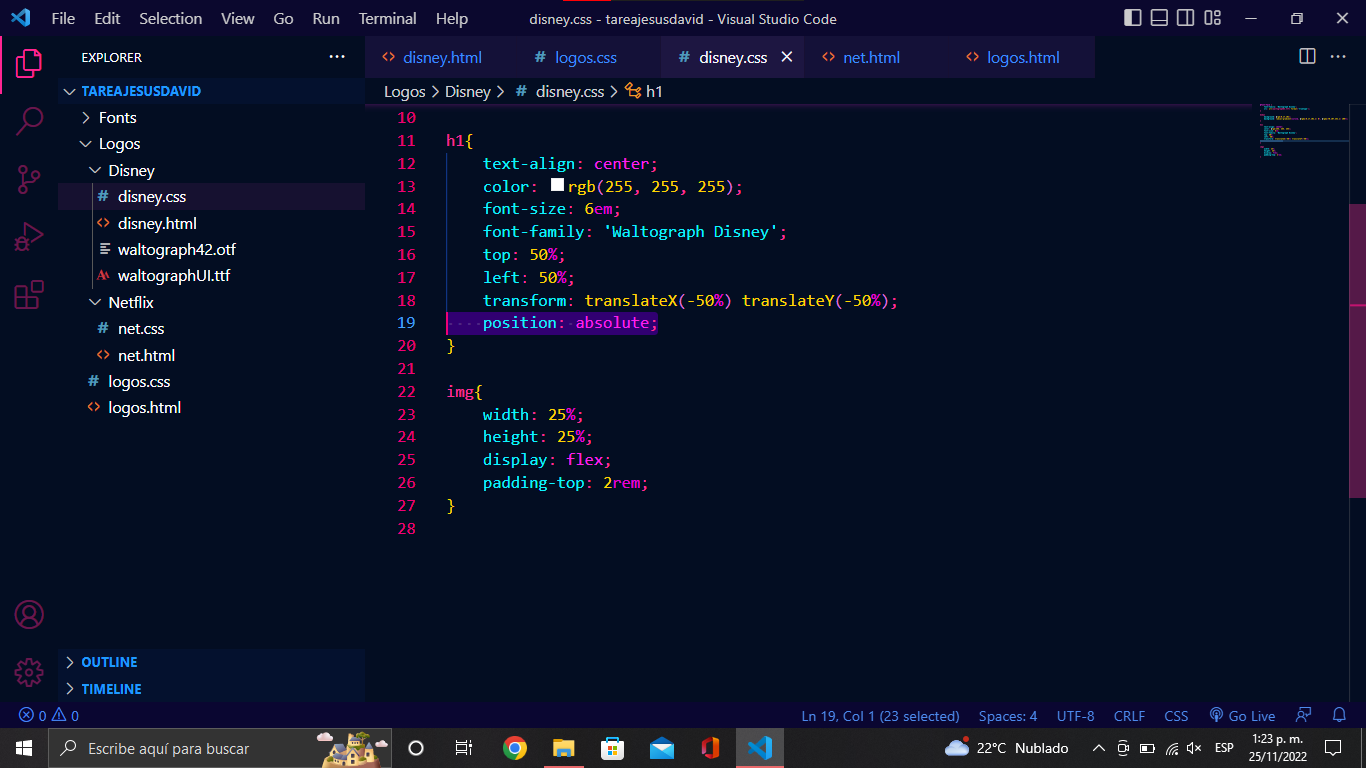 File Edit Selection View Go Run Terminal Help disney.css - tareajesusdavid - Visual Studio Code
EXPLORER
disney.html logos.css disney.css net.html logos.html
TAREAJESUSDAVID
Logos > Disney > # disney.css > h1
Fonts
Logos
Disney
# disney.css
<> disney.html
waltograph42.otf
waltographUI.ttf
Netflix
# net.css
<> net.html
# logos.css
<> logos.html
OUTLINE
TIMELINE
10
11 h1{
12     text-align: center;
13     color: rgb(255, 255, 255);
14     font-size: 6em;
15     font-family: 'Waltograph Disney';
16     top: 50%;
17     left: 50%;
18     transform: translateX(-50%) translateY(-50%);
19     position: absolute;
20 }
21
22 img{
23     width: 25%;
24     height: 25%;
25     display: flex;
26     padding-top: 2rem;
27 }
28
0 0 Ln 19, Col 1 (23 selected) Spaces: 4 UTF-8 CRLF CSS Go Live
Escribe aquí para buscar
22°C Nublado
ESP
1:23 p. m.
25/11/2022